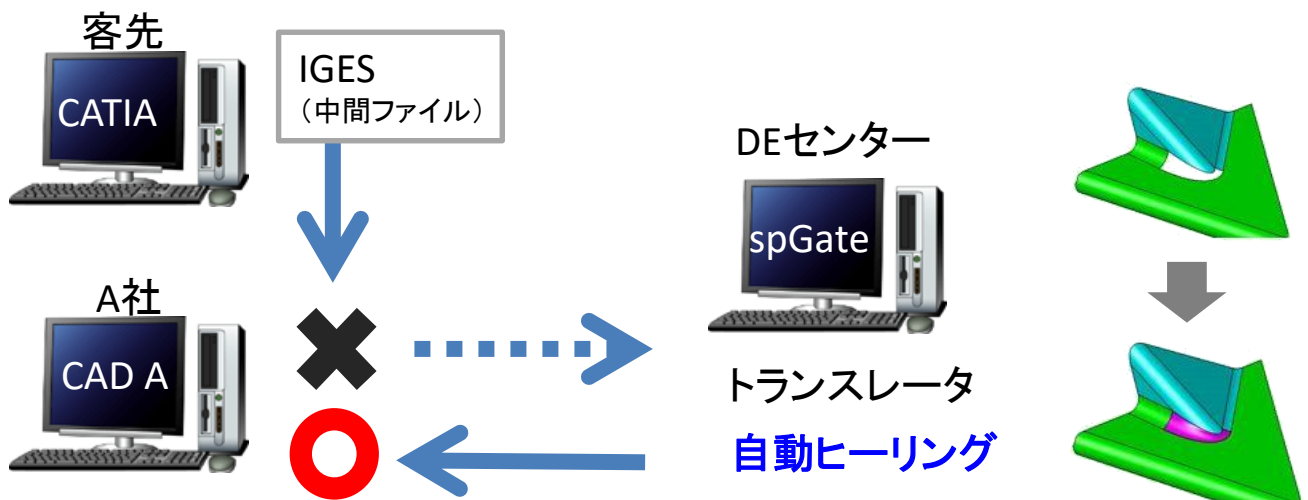 客先
CATIA
IGES
（中間ファイル）
A社
CAD A
DEセンター
spGate
トランスレータ
自動ヒーリング